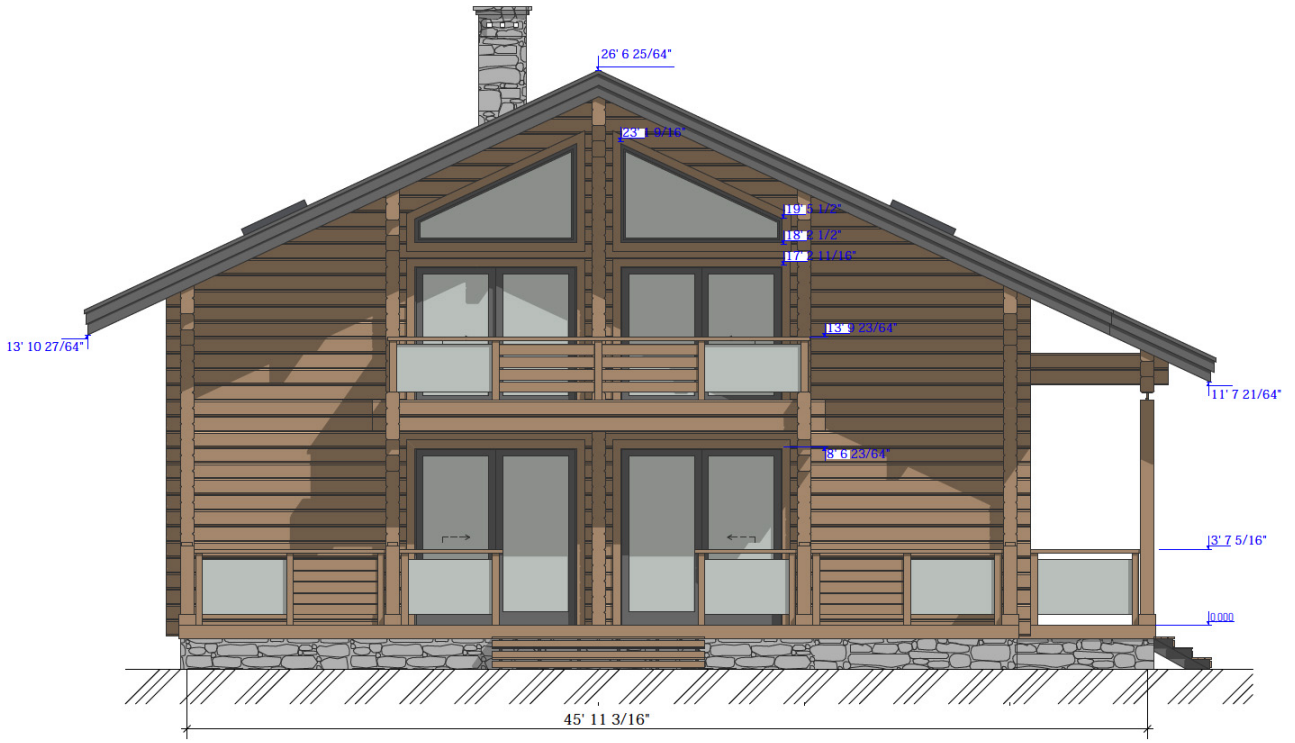 26' 6 25/64"
23' 1 9/16"
19' 5 1/2"
18' 2 1/2"
17' 2 11/16"
13' 9 23/64"
13' 10 27/64"
11' 7 21/64"
8' 6 23/64"
3' 7 5/16"
0.000
45' 11 3/16"